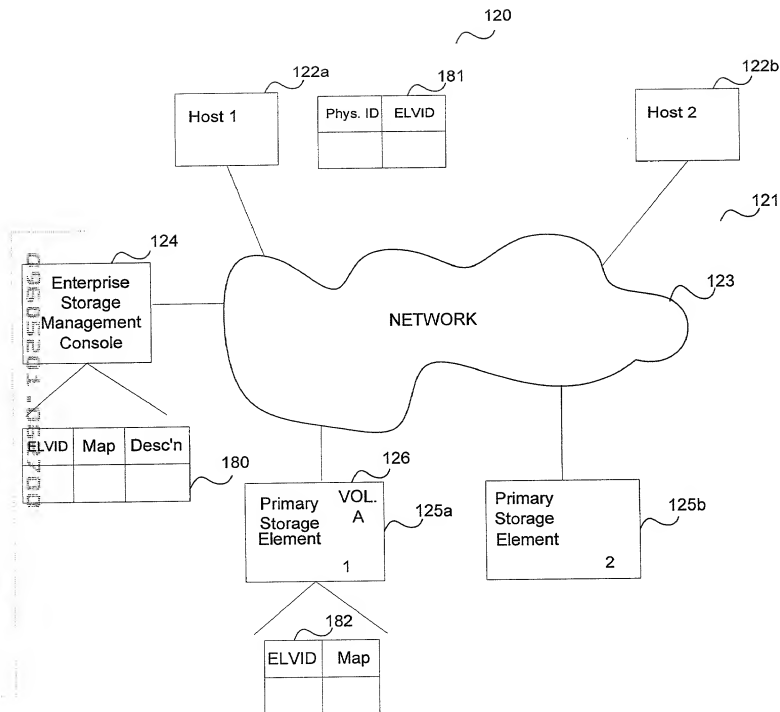 120
122a
181
122b
Host 1
Phys. ID ELVID
Host 2
121
124
123
Enterprise
Storage
Management
Console
NETWORK
ELVID Map Desc'n
180
126
Primary
Storage
Element
VOL.
A
1
125a
Primary
Storage
Element
2
125b
182
ELVID Map